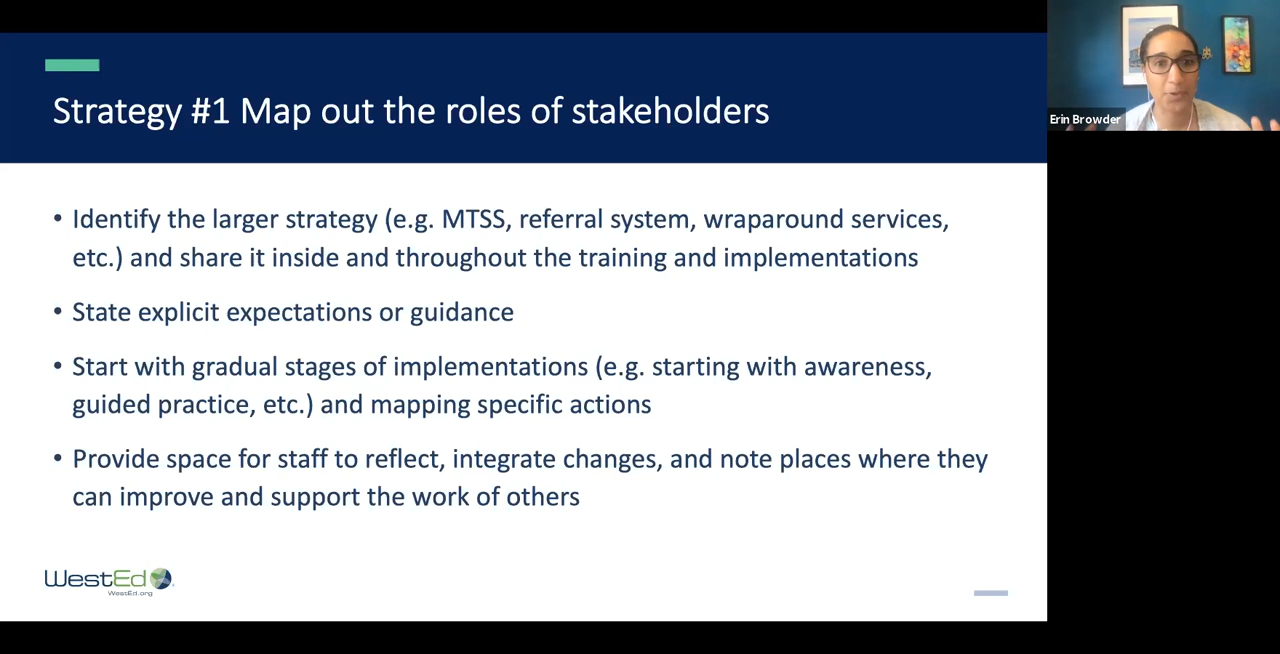 Strategy #1 Map out the roles of stakeholders
Erin Browder
• Identify the larger strategy (e.g. MTSS, referral system, wraparound services,
etc.) and share it inside and throughout the training and implementations
• State explicit expectations or guidance
• Start with gradual stages of implementations (e.g. starting with awareness,
guided practice, etc.) and mapping specific actions
• Provide space for staff to reflect, integrate changes, and note places where they
can improve and support the work of others
WestEd
WestEd.org